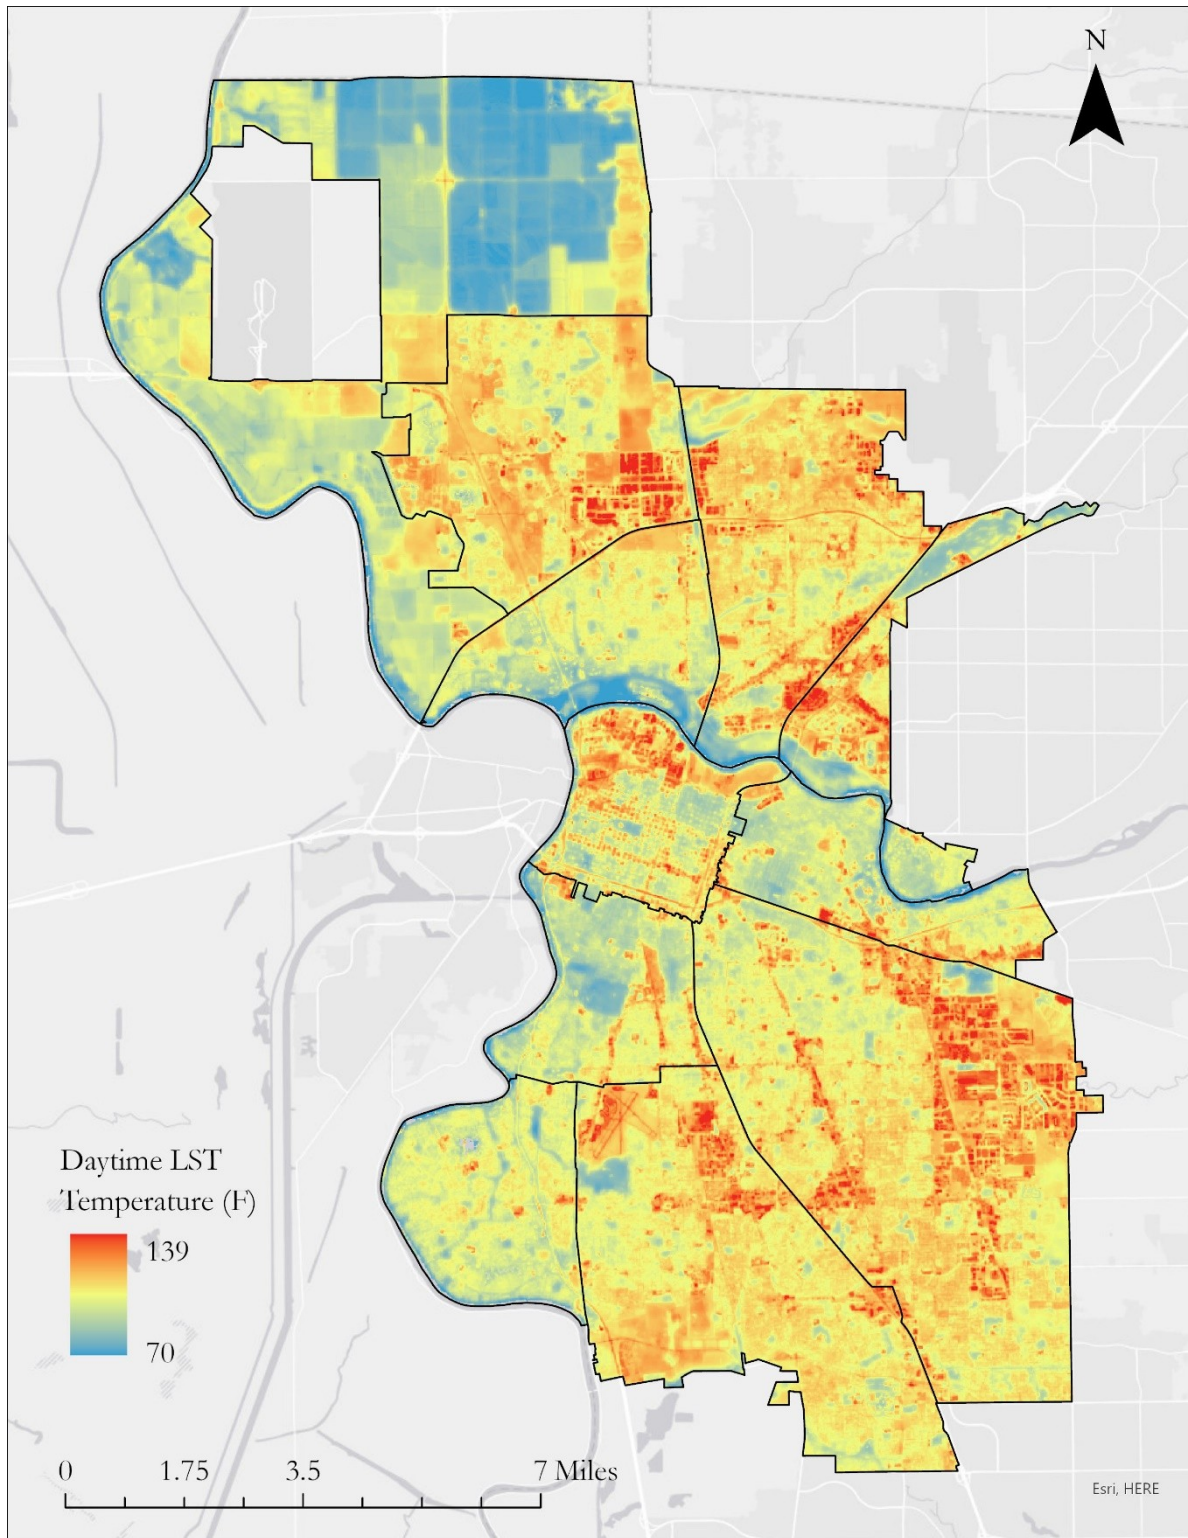 N
Daytime LST
Temperature (F)
139
70
0 1.75 3.5 7 Miles
Esri, HERE